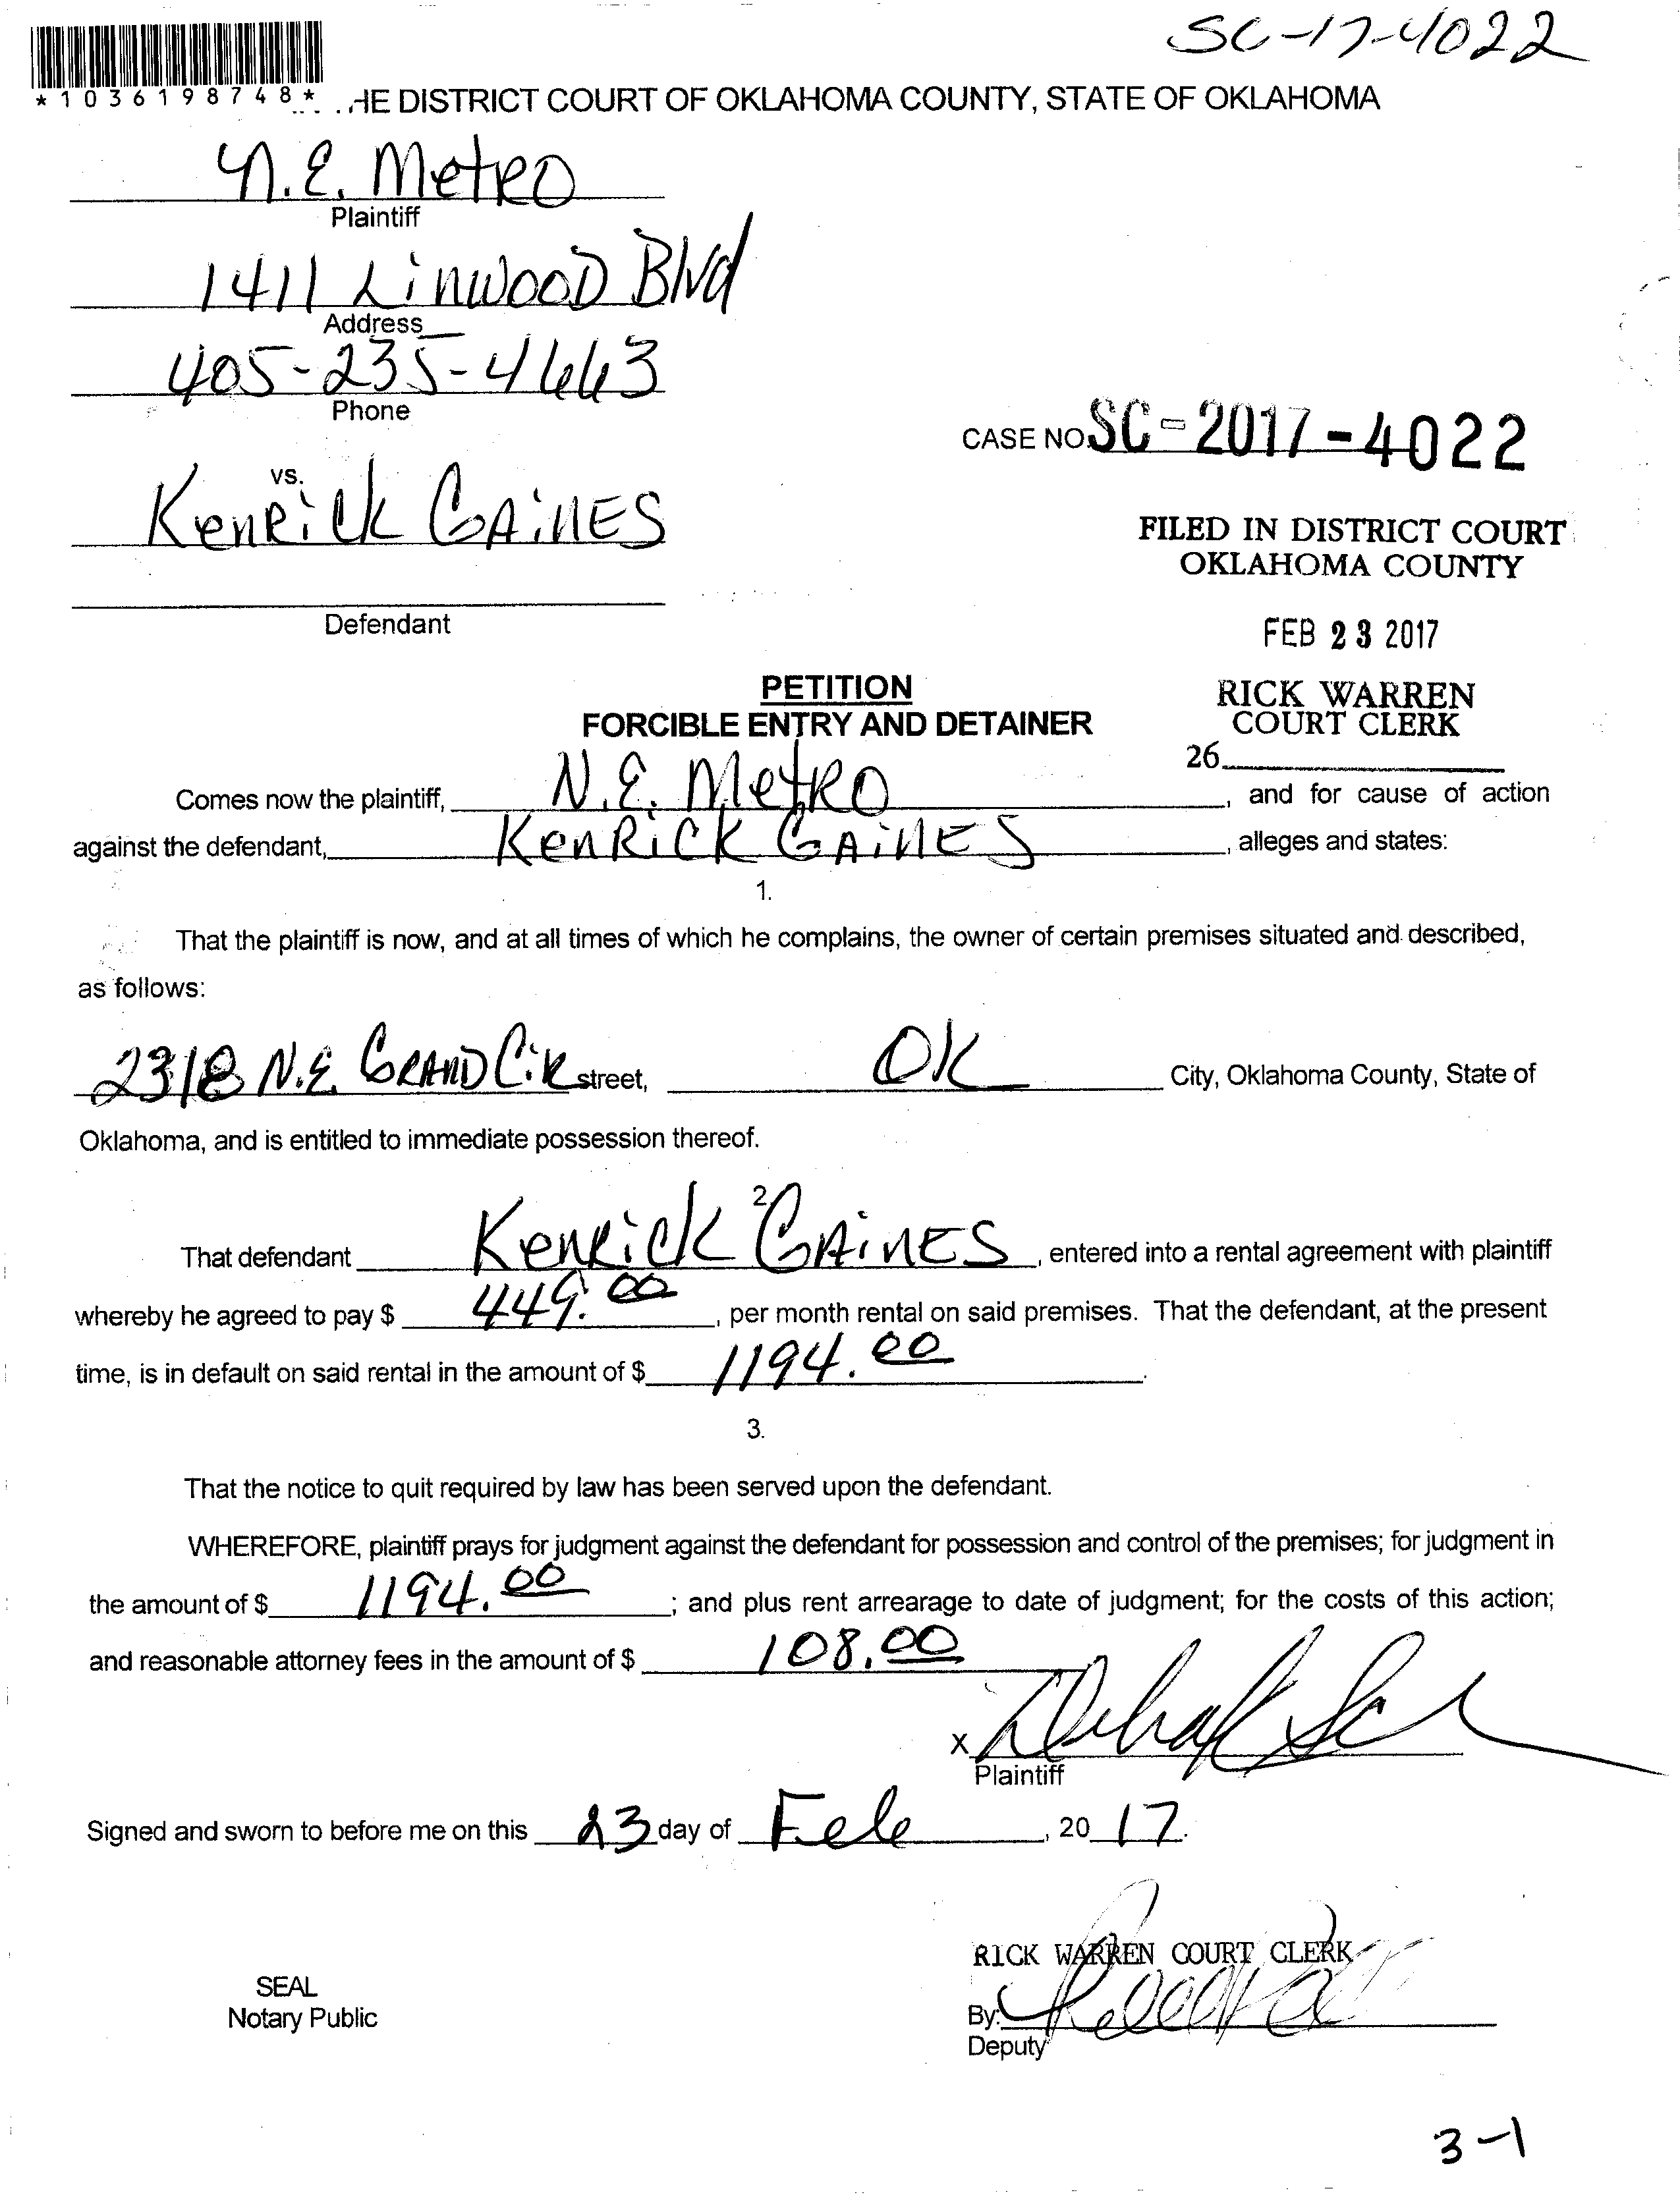 SC-17-4022
*1036198748*
HE DISTRICT COURT OF OKLAHOMA COUNTY, STATE OF OKLAHOMA
N.E. Metro
Plaintiff
1411 Linwood Blvd
Address
405-235-4663
Phone
CASE NO. SC-2017-4022
vs.
Kenrick Gaines
FILED IN DISTRICT COURT
OKLAHOMA COUNTY
Defendant
FEB 23 2017
PETITION
RICK WARREN
FORCIBLE ENTRY AND DETAINER
COURT CLERK
26
Comes now the plaintiff, N.E. Metro, and for cause of action
against the defendant, Kenrick Gaines, alleges and states:
1.
That the plaintiff is now, and at all times of which he complains, the owner of certain premises situated and described,
as follows:
2318 N.E. Grand Cir street, OK City, Oklahoma County, State of
Oklahoma, and is entitled to immediate possession thereof.
2.
That defendant Kenrick Gaines, entered into a rental agreement with plaintiff
whereby he agreed to pay $ 449.00, per month rental on said premises. That the defendant, at the present
time, is in default on said rental in the amount of $ 1194.00.
3.
That the notice to quit required by law has been served upon the defendant.
WHEREFORE, plaintiff prays for judgment against the defendant for possession and control of the premises; for judgment in
the amount of $ 1194.00; and plus rent arrearage to date of judgment; for the costs of this action;
and reasonable attorney fees in the amount of $ 108.00
X
Plaintiff
Signed and sworn to before me on this 23 day of Feb, 2017.
RICK WARREN COURT CLERK
SEAL
Notary Public
By:
Deputy
3-1